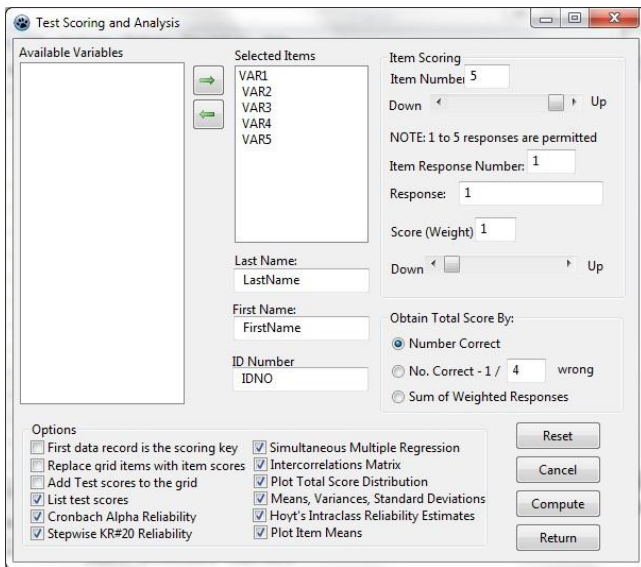 Test Scoring and Analysis
Available Variables
Selected Items
VAR1
VAR2
VAR3
VAR4
VAR5
Last Name:
LastName
First Name:
FirstName
ID Number
IDNO
Item Scoring
Item Number 5
Down Up
NOTE: 1 to 5 responses are permitted
Item Response Number: 1
Response: 1
Score (Weight) 1
Down Up
Obtain Total Score By:
Number Correct
No. Correct - 1 / 4 wrong
Sum of Weighted Responses
Options
First data record is the scoring key
Replace grid items with item scores
Add Test scores to the grid
List test scores
Cronbach Alpha Reliability
Stepwise KR#20 Reliability
Simultaneous Multiple Regression
Intercorrelations Matrix
Plot Total Score Distribution
Means, Variances, Standard Deviations
Hoyt's Intraclass Reliability Estimates
Plot Item Means
Reset
Cancel
Compute
Return